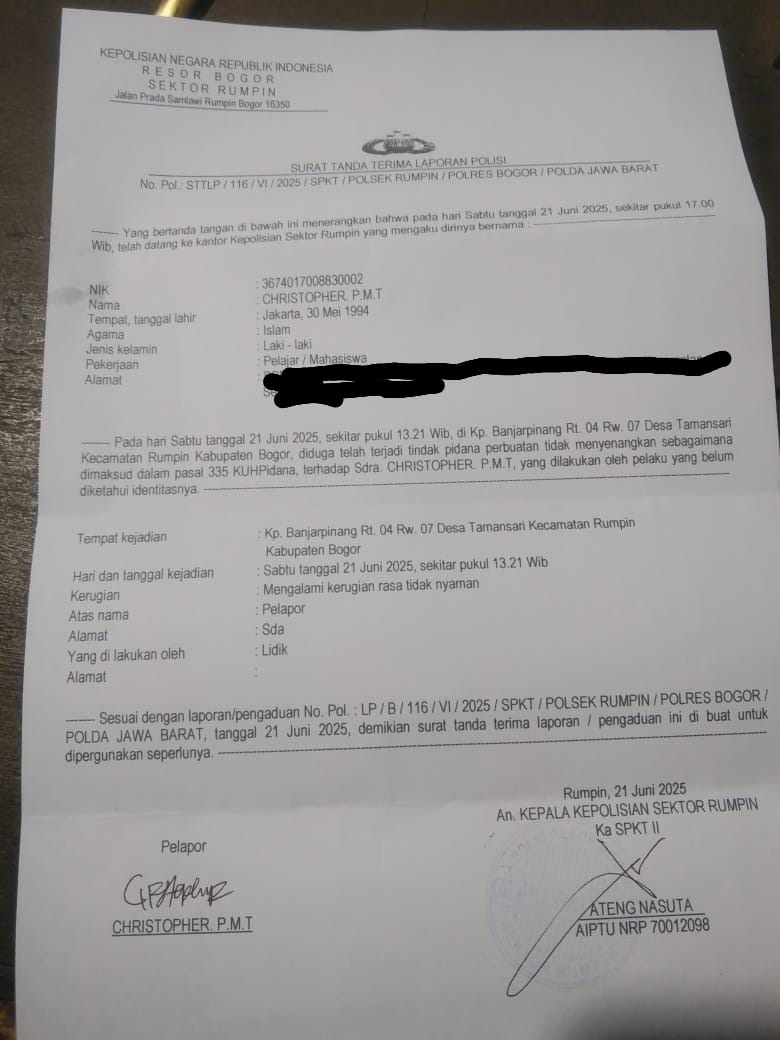 KEPOLISIAN NEGARA REPUBLIK INDONESIA
RESOR BOGOR
SEKTOR RUMPIN
Jalan Prada Samlawi Rumpin Bogor 16350
SURAT TANDA TERIMA LAPORAN POLISI
No. Pol.: STTLP / 116 / VI / 2025 / SPKT / POLSEK RUMPIN / POLRES BOGOR / POLDA JAWA BARAT
------- Yang bertanda tangan di bawah ini menerangkan bahwa pada hari Sabtu tanggal 21 Juni 2025, sekitar pukul 17.00
Wib, telah datang ke kantor Kepolisian Sektor Rumpin yang mengaku dirinya bernama : --------------------
NIK : 3674017008830002
Nama : CHRISTOPHER. P.M.T
Tempat, tanggal lahir : Jakarta, 30 Mei 1994
Agama : Islam
Jenis kelamin : Laki - laki
Pekerjaan : Pelajar / Mahasiswa
Alamat :
------- Pada hari Sabtu tanggal 21 Juni 2025, sekitar pukul 13.21 Wib, di Kp. Banjarpinang Rt. 04 Rw. 07 Desa Tamansari
Kecamatan Rumpin Kabupaten Bogor, diduga telah terjadi tindak pidana perbuatan tidak menyenangkan sebagaimana
dimaksud dalam pasal 335 KUHPidana, terhadap Sdra. CHRISTOPHER. P.M.T, yang dilakukan oleh pelaku yang belum
diketahui identitasnya. --------------------
Tempat kejadian : Kp. Banjarpinang Rt. 04 Rw. 07 Desa Tamansari Kecamatan Rumpin
Kabupaten Bogor
Hari dan tanggal kejadian : Sabtu tanggal 21 Juni 2025, sekitar pukul 13.21 Wib
Kerugian : Mengalami kerugian rasa tidak nyaman
Atas nama : Pelapor
Alamat : Sda
Yang di lakukan oleh : Lidik
Alamat :
------- Sesuai dengan laporan/pengaduan No. Pol. : LP / B / 116 / VI / 2025 / SPKT / POLSEK RUMPIN / POLRES BOGOR /
POLDA JAWA BARAT, tanggal 21 Juni 2025, demikian surat tanda terima laporan / pengaduan ini di buat untuk
dipergunakan seperlunya. --------------------
Rumpin, 21 Juni 2025
An. KEPALA KEPOLISIAN SEKTOR RUMPIN
Ka SPKT II
Pelapor
CHRISTOPHER. P.M.T
ATENG NASUTA
AIPTU NRP 70012098